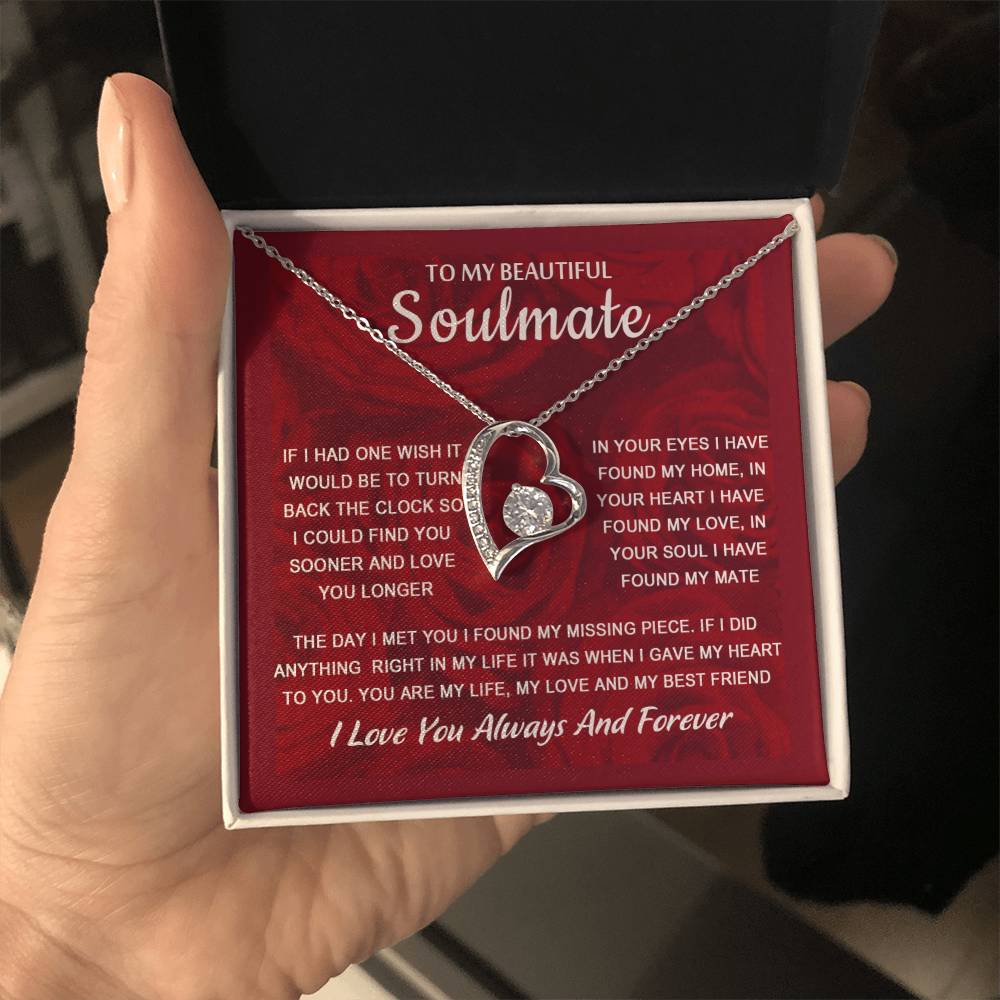 TO MY BEAUTIFUL
Soulmate
IF I HAD ONE WISH IT
WOULD BE TO TURN
BACK THE CLOCK SO
I COULD FIND YOU
SOONER AND LOVE
YOU LONGER
IN YOUR EYES I HAVE
FOUND MY HOME, IN
YOUR HEART I HAVE
FOUND MY LOVE, IN
YOUR SOUL I HAVE
FOUND MY MATE
THE DAY I MET YOU I FOUND MY MISSING PIECE. IF I DID
ANYTHING RIGHT IN MY LIFE IT WAS WHEN I GAVE MY HEART
TO YOU. YOU ARE MY LIFE, MY LOVE AND MY BEST FRIEND
I Love You Always And Forever